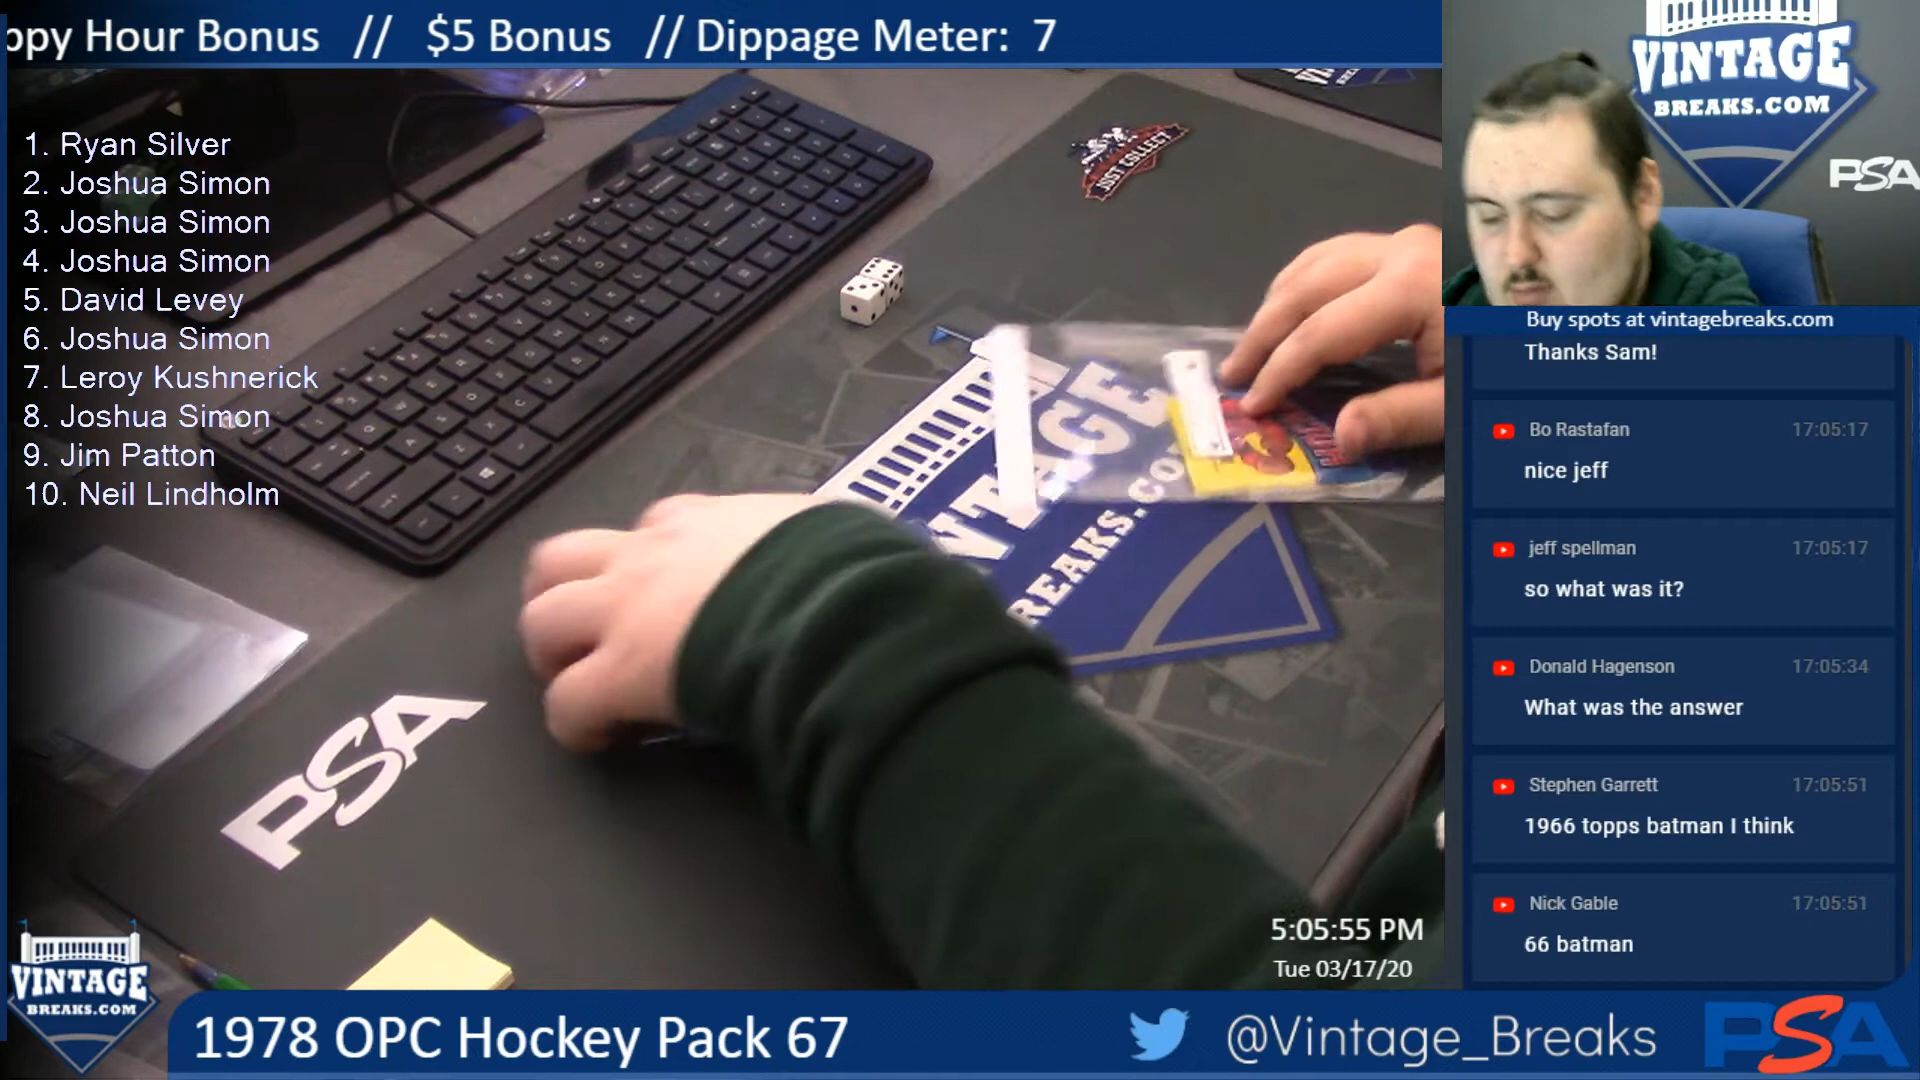 ppy Hour Bonus // $5 Bonus // Dippage Meter: 7
VINTAGE
BREAKS.COM
PSA
JUST COLLECT
1. Ryan Silver
2. Joshua Simon
3. Joshua Simon
4. Joshua Simon
5. David Levey
6. Joshua Simon
7. Leroy Kushnerick
8. Joshua Simon
9. Jim Patton
10. Neil Lindholm
NTAGE
REAKS.CO
PSA
Buy spots at vintagebreaks.com
Thanks Sam!
Bo Rastafan 17:05:17
nice jeff
jeff spellman 17:05:17
so what was it?
Donald Hagenson 17:05:34
What was the answer
Stephen Garrett 17:05:51
1966 topps batman I think
Nick Gable 17:05:51
66 batman
5:05:55 PM
Tue 03/17/20
VINTAGE
BREAKS.COM
1978 OPC Hockey Pack 67
@Vintage_Breaks
PSA